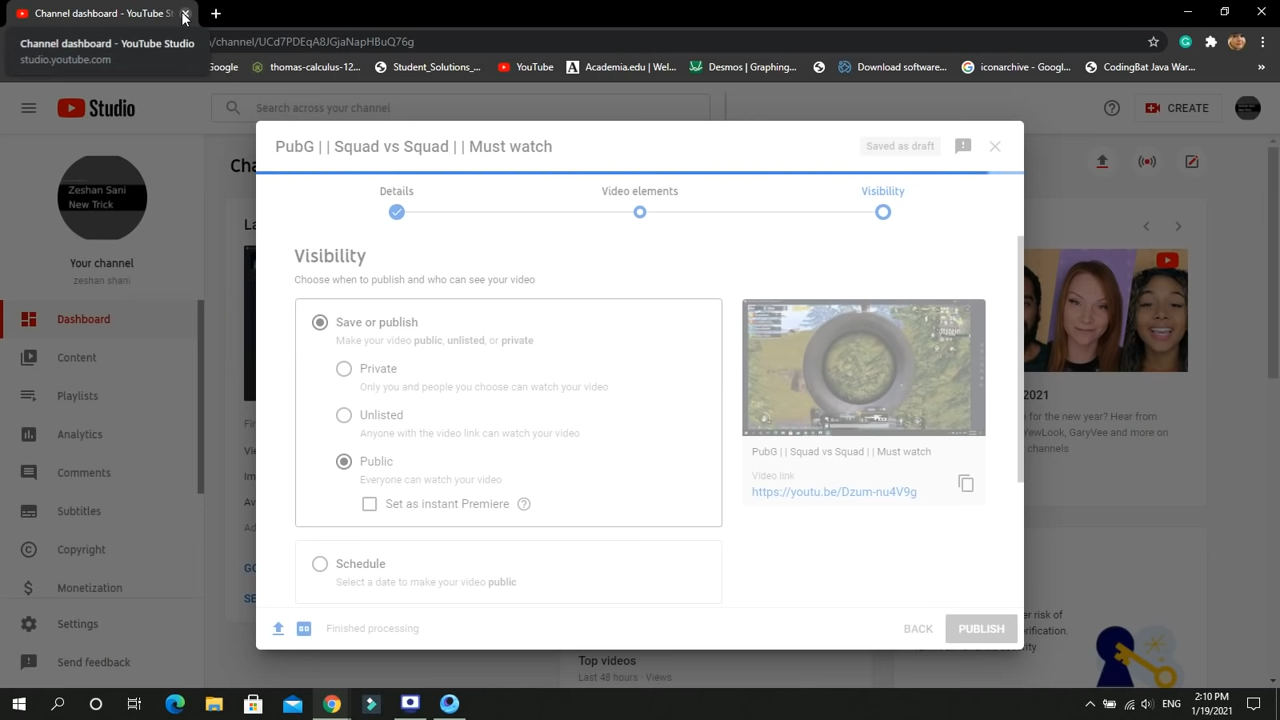 Channel dashboard - YouTube St
Channel dashboard - YouTube Studio
studio.youtube.com
/channel/UCd7PDEqA8JGjaNapHBuQ76g
Google
thomas-calculus-12...
Student_Solutions_...
YouTube
Academia.edu | Wel...
Desmos | Graphing...
Download software...
iconarchive - Googl...
CodingBat Java War...
»
Studio
Search across your channel
CREATE
PubG | | Squad vs Squad | | Must watch
Saved as draft
Details
Video elements
Visibility
Zeshan Sani
New Trick
Your channel
zeshan shani
Dashboard
Content
Playlists
Analytics
Comments
Subtitles
Copyright
Monetization
Settings
Send feedback
Cha
La
Visibility
Choose when to publish and who can see your video
Save or publish
Make your video public, unlisted, or private
Private
Only you and people you choose can watch your video
Unlisted
Anyone with the video link can watch your video
Public
Everyone can watch your video
Set as instant Premiere
Schedule
Select a date to make your video public
PubG | | Squad vs Squad | | Must watch
Video link
https://youtu.be/Dzum-nu4V9g
2021
for the new year? Hear from
YewLook, GaryVee and more on
channels
er risk of
erification.
Finished processing
BACK
PUBLISH
Top videos
Last 48 hours · Views
2:10 PM
1/19/2021